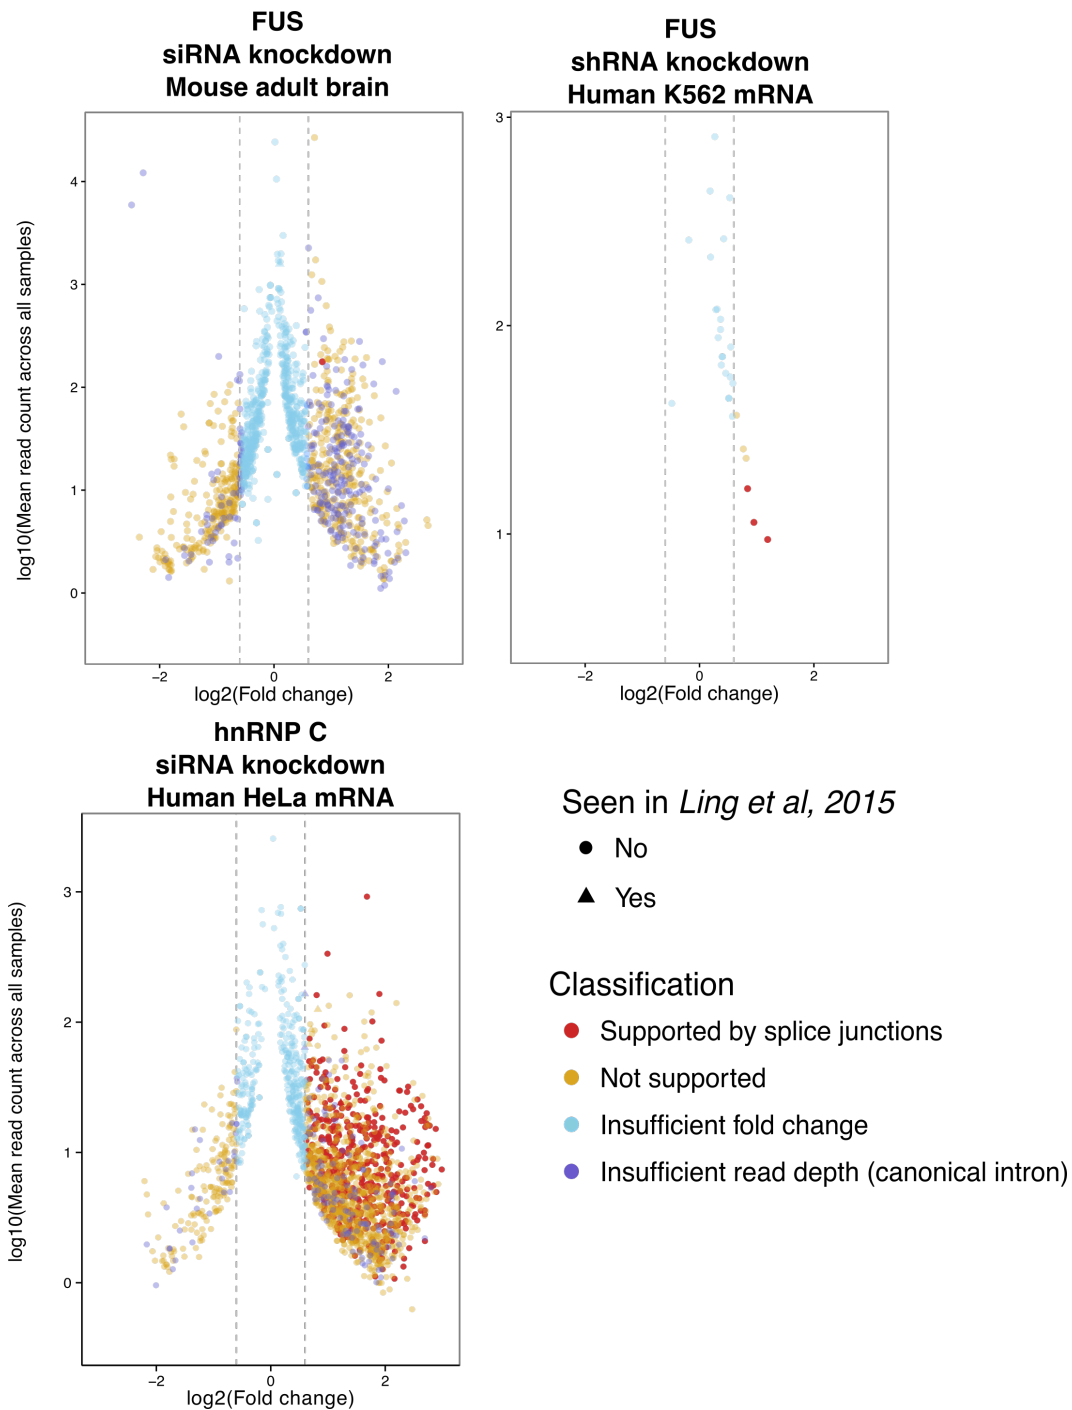 FUS
siRNA knockdown
Mouse adult brain
FUS
shRNA knockdown
Human K562 mRNA
log10(Mean read count across all samples)
4
3
2
1
0
−2
0
2
log2(Fold change)
3
2
1
−2
0
2
log2(Fold change)
hnRNP C
siRNA knockdown
Human HeLa mRNA
log10(Mean read count across all samples)
3
2
1
0
−2
0
2
log2(Fold change)
Seen in Ling et al, 2015
No
Yes
Classification
Supported by splice junctions
Not supported
Insufficient fold change
Insufficient read depth (canonical intron)